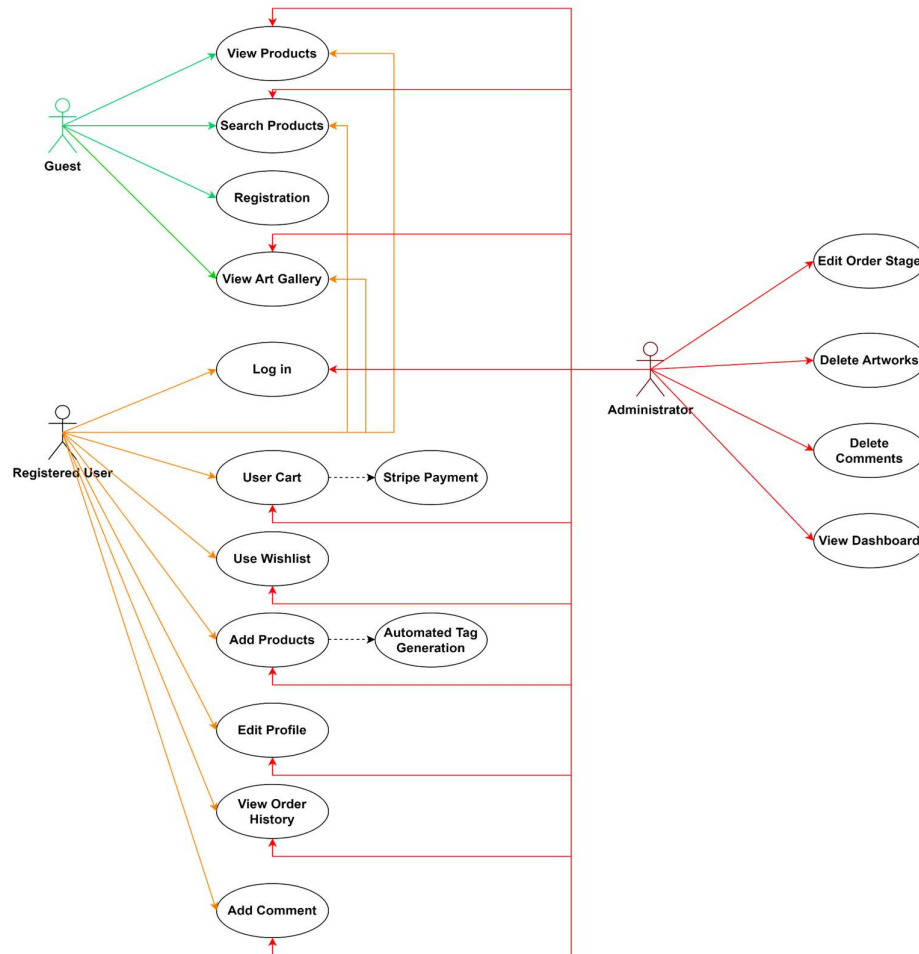 View Products
Search Products
Guest
Registration
View Art Gallery
Edit Order Stage
Log in
Delete Artworks
Administrator
Registered User
Delete
Comments
User Cart
Stripe Payment
View Dashboard
Use Wishlist
Add Products
Automated Tag
Generation
Edit Profile
View Order
History
Add Comment